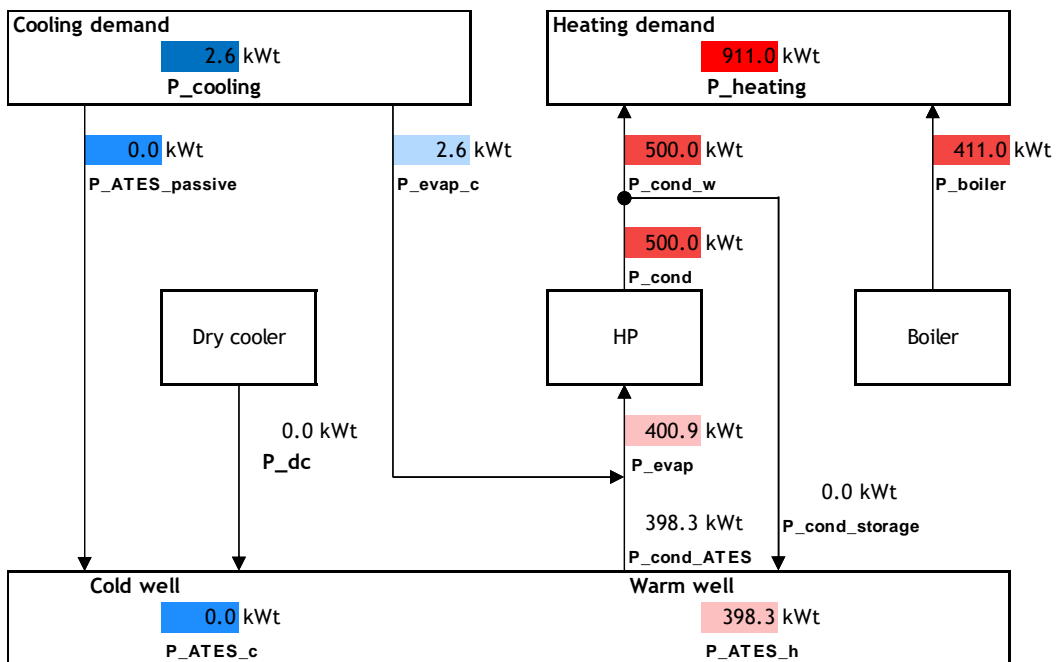 Cooling demand
2.6 kWt
P_cooling
Heating demand
911.0 kWt
P_heating
0.0 kWt
P_ATES_passive
2.6 kWt
P_evap_c
500.0 kWt
P_cond_w
411.0 kWt
P_boiler
500.0 kWt
P_cond
Dry cooler
HP
Boiler
0.0 kWt
P_dc
400.9 kWt
P_evap
398.3 kWt
P_cond_ATES
0.0 kWt
P_cond_storage
Cold well
0.0 kWt
P_ATES_c
Warm well
398.3 kWt
P_ATES_h